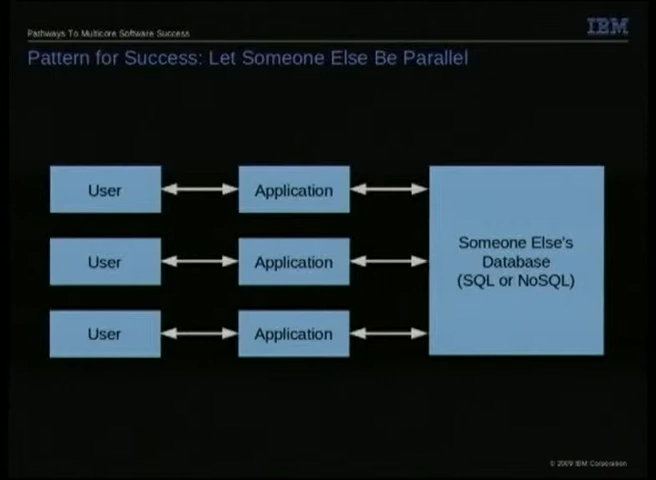 Pathways To Multicore Software Success
IBM
Pattern for Success: Let Someone Else Be Parallel
User
Application
User
Application
User
Application
Someone Else's
Database
(SQL or NoSQL)
© 2009 IBM Corporation